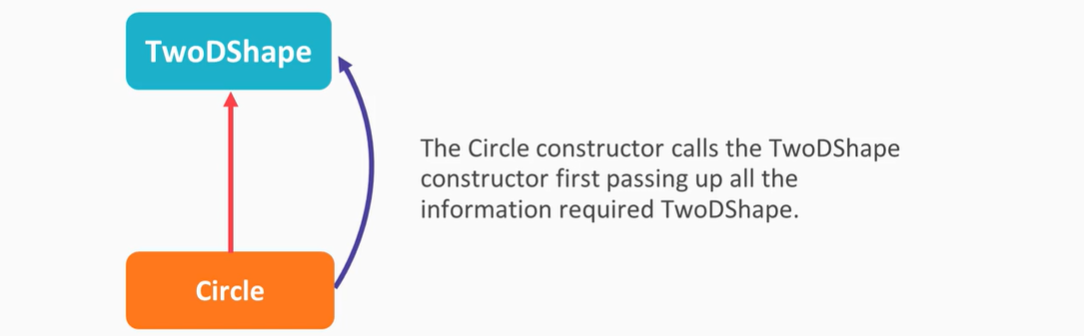 TwoDShape
The Circle constructor calls the TwoDShape
constructor first passing up all the
information required TwoDShape.
Circle